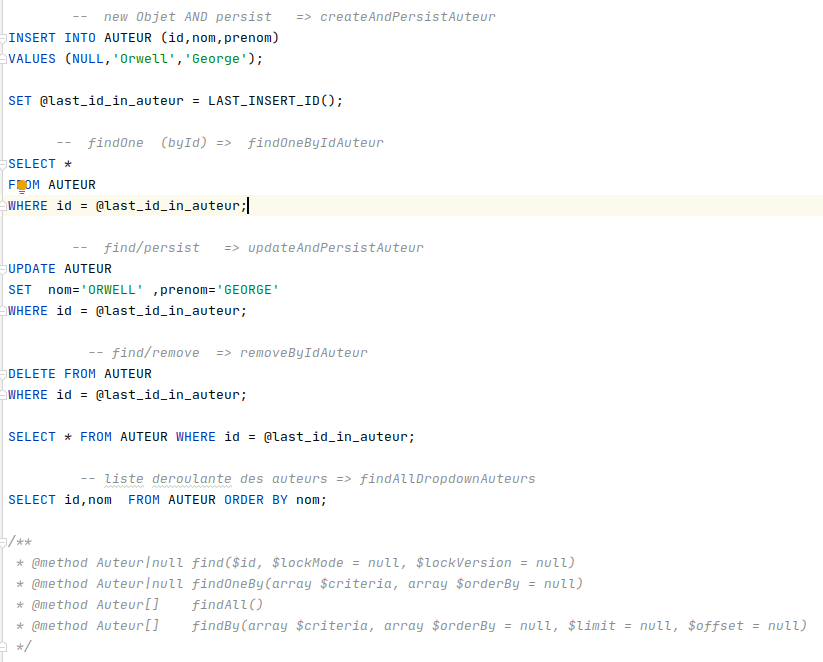 -- new Objet AND persist => createAndPersistAuteur
INSERT INTO AUTEUR (id,nom,prenom)
VALUES (NULL,'Orwell','George');
SET @last_id_in_auteur = LAST_INSERT_ID();
-- findOne (byId) => findOneByIdAuteur
SELECT *
FROM AUTEUR
WHERE id = @last_id_in_auteur;
-- find/persist => updateAndPersistAuteur
UPDATE AUTEUR
SET nom='ORWELL' ,prenom='GEORGE'
WHERE id = @last_id_in_auteur;
-- find/remove => removeByIdAuteur
DELETE FROM AUTEUR
WHERE id = @last_id_in_auteur;
SELECT * FROM AUTEUR WHERE id = @last_id_in_auteur;
-- liste deroulante des auteurs => findAllDropdownAuteurs
SELECT id,nom FROM AUTEUR ORDER BY nom;
/**
* @method Auteur|null find($id, $lockMode = null, $lockVersion = null)
* @method Auteur|null findOneBy(array $criteria, array $orderBy = null)
* @method Auteur[] findAll()
* @method Auteur[] findBy(array $criteria, array $orderBy = null, $limit = null, $offset = null)
*/